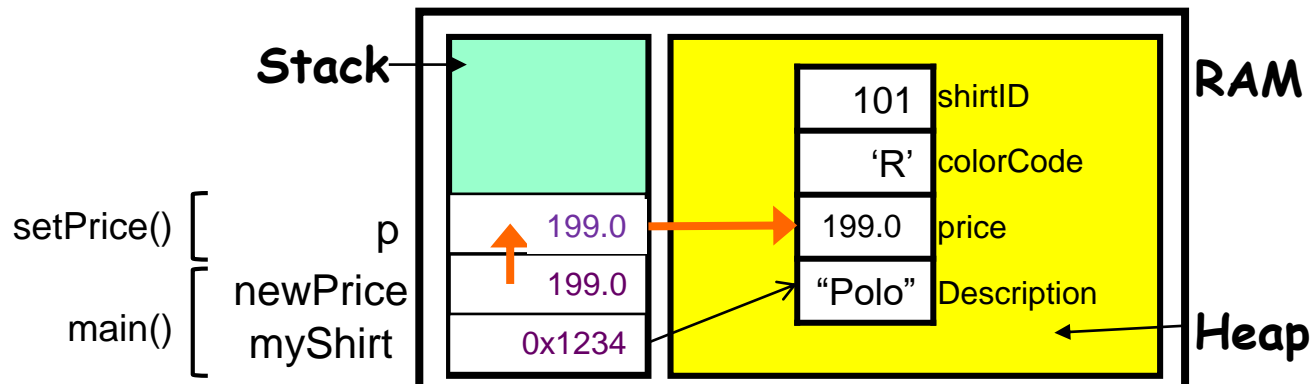 Stack
RAM
101 shirtID
‘R’ colorCode
setPrice() p 199.0 199.0 price
newPrice 199.0 “Polo” Description
main()
myShirt 0x1234
Heap